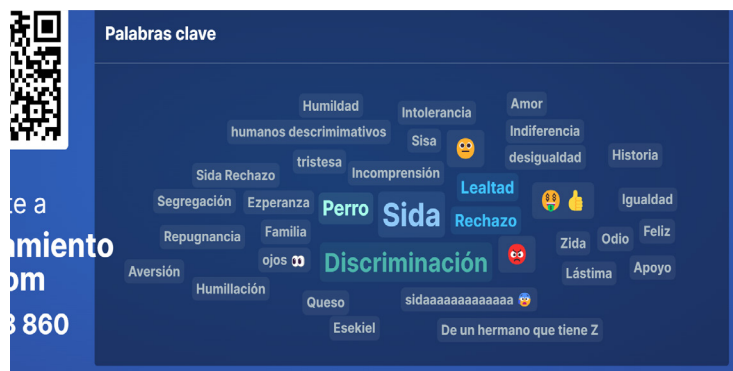 Palabras clave
Humildad
Intolerancia
Amor
humanos descrimimativos
Sisa
😐
Indiferencia
tristesa
desigualdad
Historia
Sida Rechazo
Incomprensión
Segregación
Ezperanza
Perro
Sida
Lealtad
Rechazo
🤑👍
Igualdad
Repugnancia
Familia
Zida
Odio
Feliz
Aversión
ojos 👀
Discriminación
😡
Lástima
Apoyo
Humillación
Queso
sidaaaaaaaaaaaaa 😨
Esekiel
De un hermano que tiene Z
te a
amiento
om
860